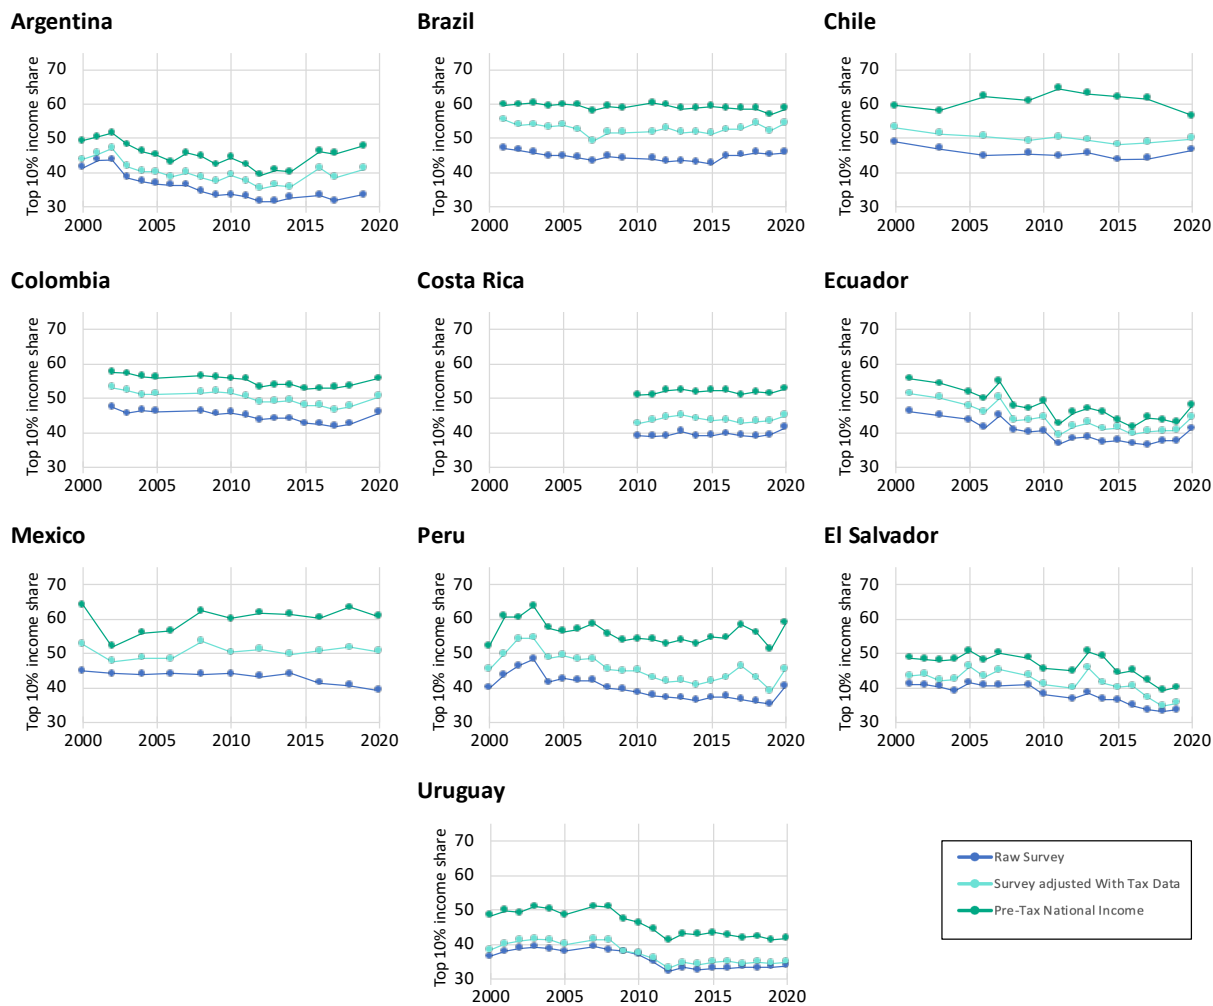 Argentina
Brazil
Chile
Top 10% income share
70
60
50
40
30
2000 2005 2010 2015 2020
Top 10% income share
70
60
50
40
30
2000 2005 2010 2015 2020
Top 10% income share
70
60
50
40
30
2000 2005 2010 2015 2020
Colombia
Costa Rica
Ecuador
Top 10% income share
70
60
50
40
30
2000 2005 2010 2015 2020
Top 10% income share
70
60
50
40
30
2000 2005 2010 2015 2020
Top 10% income share
70
60
50
40
30
2000 2005 2010 2015 2020
Mexico
Peru
El Salvador
Top 10% income share
70
60
50
40
30
2000 2005 2010 2015 2020
Top 10% income share
70
60
50
40
30
2000 2005 2010 2015 2020
Top 10% income share
70
60
50
40
30
2000 2005 2010 2015 2020
Uruguay
Top 10% income share
70
60
50
40
30
2000 2005 2010 2015 2020
Raw Survey
Survey adjusted With Tax Data
Pre-Tax National Income